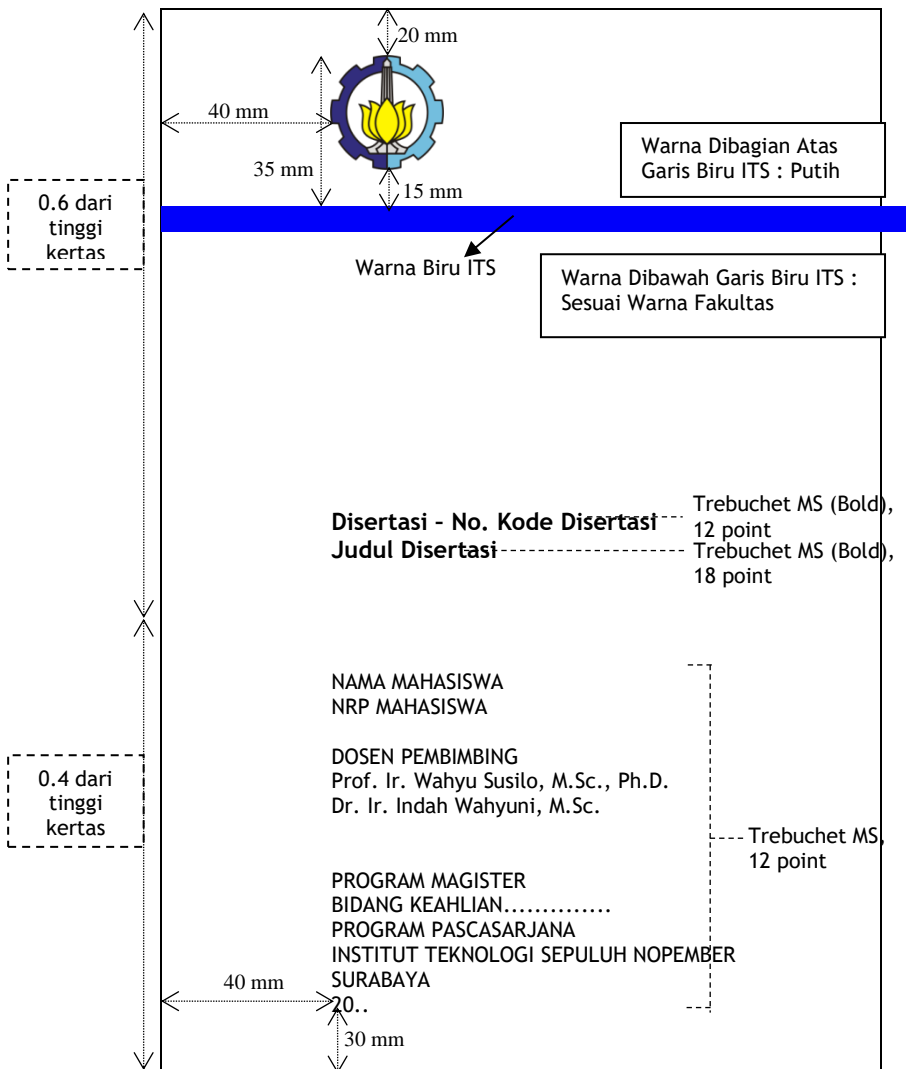 20 mm
40 mm
35 mm
15 mm
Warna Dibagian Atas
Garis Biru ITS : Putih
0.6 dari
tinggi
kertas
Warna Biru ITS
Warna Dibawah Garis Biru ITS :
Sesuai Warna Fakultas
Disertasi – No. Kode Disertasi
Trebuchet MS (Bold),
12 point
Judul Disertasi
Trebuchet MS (Bold),
18 point
NAMA MAHASISWA
NRP MAHASISWA
DOSEN PEMBIMBING
Prof. Ir. Wahyu Susilo, M.Sc., Ph.D.
Dr. Ir. Indah Wahyuni, M.Sc.
0.4 dari
tinggi
kertas
Trebuchet MS,
12 point
PROGRAM MAGISTER
BIDANG KEAHLIAN..............
PROGRAM PASCASARJANA
INSTITUT TEKNOLOGI SEPULUH NOPEMBER
SURABAYA
20..
40 mm
30 mm